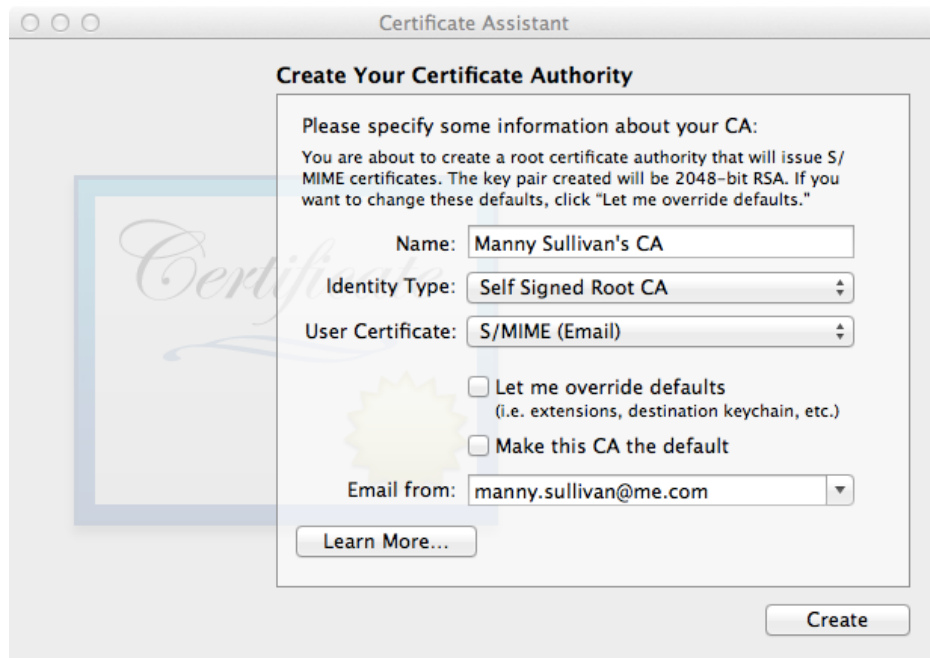 Certificate Assistant
Create Your Certificate Authority
Please specify some information about your CA:
You are about to create a root certificate authority that will issue S/
MIME certificates. The key pair created will be 2048-bit RSA. If you
want to change these defaults, click “Let me override defaults.”
Certificate
Name: Manny Sullivan's CA
Identity Type: Self Signed Root CA
User Certificate: S/MIME (Email)
Let me override defaults
(i.e. extensions, destination keychain, etc.)
Make this CA the default
Email from: manny.sullivan@me.com
Learn More...
Create